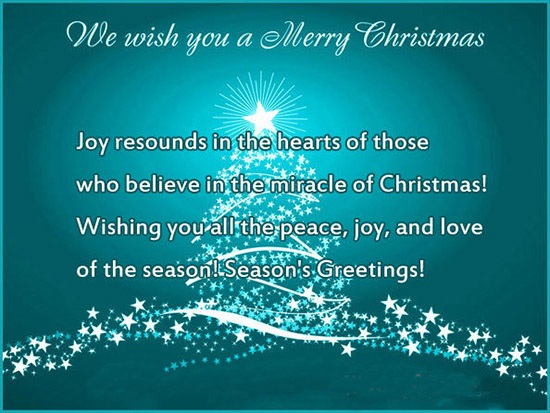 We wish you a Merry Christmas
Joy resounds in the hearts of those
who believe in the miracle of Christmas!
Wishing you all the peace, joy, and love
of the season! Season's Greetings!